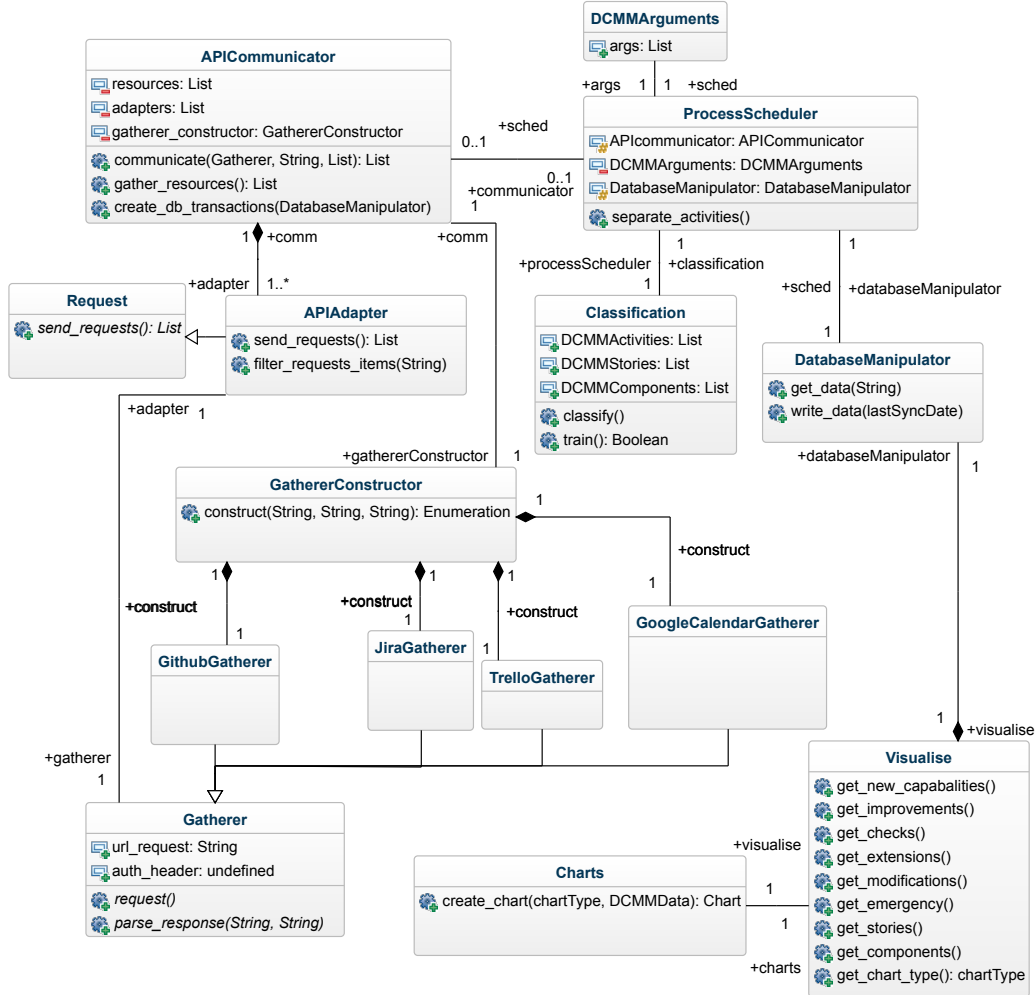 DCMMArguments
args: List
+args
1
1
+sched
APICommunicator
resources: List
adapters: List
gatherer_constructor: GathererConstructor
communicate(Gatherer, String, List): List
gather_resources(): List
create_db_transactions(DatabaseManipulator)
+sched
0..1
0..1
+communicator
ProcessScheduler
APIcommunicator: APICommunicator
DCMMArguments: DCMMArguments
DatabaseManipulator: DatabaseManipulator
separate_activities()
1
+comm
1
+comm
+adapter
1..*
1
+processScheduler
+classification
1
1
+sched
+databaseManipulator
1
Request
send_requests(): List
APIAdapter
send_requests(): List
filter_requests_items(String)
Classification
DCMMActivities: List
DCMMStories: List
DCMMComponents: List
classify()
train(): Boolean
DatabaseManipulator
get_data(String)
write_data(lastSyncDate)
+adapter
1
+gathererConstructor
1
+databaseManipulator
1
GathererConstructor
construct(String, String, String): Enumeration
1
+construct
1
1
+construct
1
1
+construct
1
1
+construct
1
GithubGatherer
JiraGatherer
TrelloGatherer
GoogleCalendarGatherer
+gatherer
1
Gatherer
url_request: String
auth_header: undefined
request()
parse_response(String, String)
1
+visualise
Visualise
get_new_capabalities()
get_improvements()
get_checks()
get_extensions()
get_modifications()
get_emergency()
get_stories()
get_components()
get_chart_type(): chartType
+visualise
1
1
+charts
Charts
create_chart(chartType, DCMMData): Chart